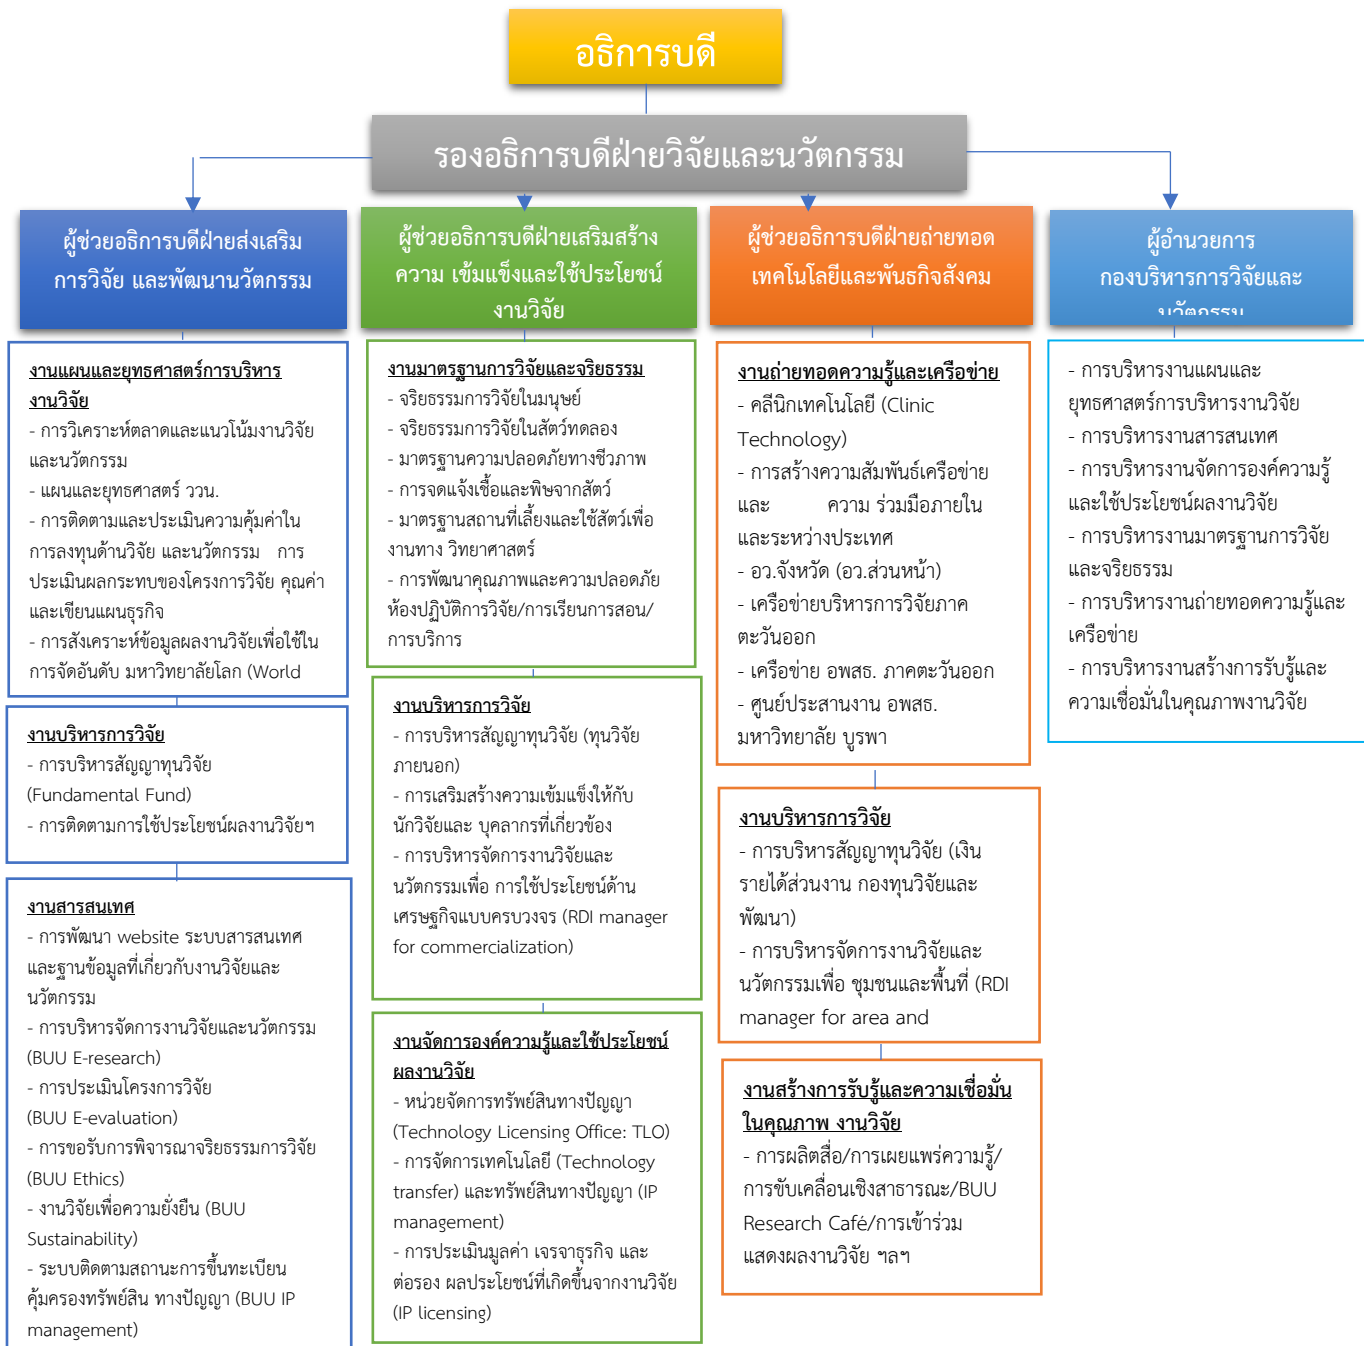 อธิการบดี
รองอธิการบดีฝ่ายวิจัยและนวัตกรรม
ผู้ช่วยอธิการบดีฝ่ายส่งเสริม
การวิจัย และพัฒนานวัตกรรม
งานแผนและยุทธศาสตร์การบริหาร
งานวิจัย
- การวิเคราะห์ตลาดและแนวโน้มงานวิจัย
และนวัตกรรม
- แผนและยุทธศาสตร์ ววน.
- การติดตามและประเมินความคุ้มค่าใน
การลงทุนด้านวิจัย และนวัตกรรม การ
ประเมินผลกระทบของโครงการวิจัย คุณค่า
และเขียนแผนธุรกิจ
- การสังเคราะห์ข้อมูลผลงานวิจัยเพื่อใช้ใน
การจัดอันดับ มหาวิทยาลัยโลก (World
งานบริหารการวิจัย
- การบริหารสัญญาทุนวิจัย
(Fundamental Fund)
- การติดตามการใช้ประโยชน์ผลงานวิจัยฯ
งานสารสนเทศ
- การพัฒนา website ระบบสารสนเทศ
และฐานข้อมูลที่เกี่ยวกับงานวิจัยและ
นวัตกรรม
- การบริหารจัดการงานวิจัยและนวัตกรรม
(BUU E-research)
- การประเมินโครงการวิจัย
(BUU E-evaluation)
- การขอรับการพิจารณาจริยธรรมการวิจัย
(BUU Ethics)
- งานวิจัยเพื่อความยั่งยืน (BUU
Sustainability)
- ระบบติดตามสถานะการขึ้นทะเบียน
คุ้มครองทรัพย์สิน ทางปัญญา (BUU IP
management)
ผู้ช่วยอธิการบดีฝ่ายเสริมสร้าง
ความ เข้มแข็งและใช้ประโยชน์
งานวิจัย
งานมาตรฐานการวิจัยและจริยธรรม
- จริยธรรมการวิจัยในมนุษย์
- จริยธรรมการวิจัยในสัตว์ทดลอง
- มาตรฐานความปลอดภัยทางชีวภาพ
- การจดแจ้งเชื้อและพิษจากสัตว์
- มาตรฐานสถานที่เลี้ยงและใช้สัตว์เพื่อ
งานทาง วิทยาศาสตร์
- การพัฒนาคุณภาพและความปลอดภัย
ห้องปฏิบัติการวิจัย/การเรียนการสอน/
การบริการ
งานบริหารการวิจัย
- การบริหารสัญญาทุนวิจัย (ทุนวิจัย
ภายนอก)
- การเสริมสร้างความเข้มแข็งให้กับ
นักวิจัยและ บุคลากรที่เกี่ยวข้อง
- การบริหารจัดการงานวิจัยและ
นวัตกรรมเพื่อ การใช้ประโยชน์ด้าน
เศรษฐกิจแบบครบวงจร (RDI manager
for commercialization)
งานจัดการองค์ความรู้และใช้ประโยชน์
ผลงานวิจัย
- หน่วยจัดการทรัพย์สินทางปัญญา
(Technology Licensing Office: TLO)
- การจัดการเทคโนโลยี (Technology
transfer) และทรัพย์สินทางปัญญา (IP
management)
- การประเมินมูลค่า เจรจาธุรกิจ และ
ต่อรอง ผลประโยชน์ที่เกิดขึ้นจากงานวิจัย
(IP licensing)
ผู้ช่วยอธิการบดีฝ่ายถ่ายทอด
เทคโนโลยีและพันธกิจสังคม
งานถ่ายทอดความรู้และเครือข่าย
- คลีนิกเทคโนโลยี (Clinic
Technology)
- การสร้างความสัมพันธ์เครือข่าย
และ ความ ร่วมมือภายใน
และระหว่างประเทศ
- อว.จังหวัด (อว.ส่วนหน้า)
- เครือข่ายบริหารการวิจัยภาค
ตะวันออก
- เครือข่าย อพสธ. ภาคตะวันออก
- ศูนย์ประสานงาน อพสธ.
มหาวิทยาลัย บูรพา
งานบริหารการวิจัย
- การบริหารสัญญาทุนวิจัย (เงิน
รายได้ส่วนงาน กองทุนวิจัยและ
พัฒนา)
- การบริหารจัดการงานวิจัยและ
นวัตกรรมเพื่อ ชุมชนและพื้นที่ (RDI
manager for area and
งานสร้างการรับรู้และความเชื่อมั่น
ในคุณภาพ งานวิจัย
- การผลิตสื่อ/การเผยแพร่ความรู้/
การขับเคลื่อนเชิงสาธารณะ/BUU
Research Café/การเข้าร่วม
แสดงผลงานวิจัย ฯลฯ
ผู้อำนวยการ
กองบริหารการวิจัยและ
นวัตกรรม
- การบริหารงานแผนและ
ยุทธศาสตร์การบริหารงานวิจัย
- การบริหารงานสารสนเทศ
- การบริหารงานจัดการองค์ความรู้
และใช้ประโยชน์ผลงานวิจัย
- การบริหารงานมาตรฐานการวิจัย
และจริยธรรม
- การบริหารงานถ่ายทอดความรู้และ
เครือข่าย
- การบริหารงานสร้างการรับรู้และ
ความเชื่อมั่นในคุณภาพงานวิจัย